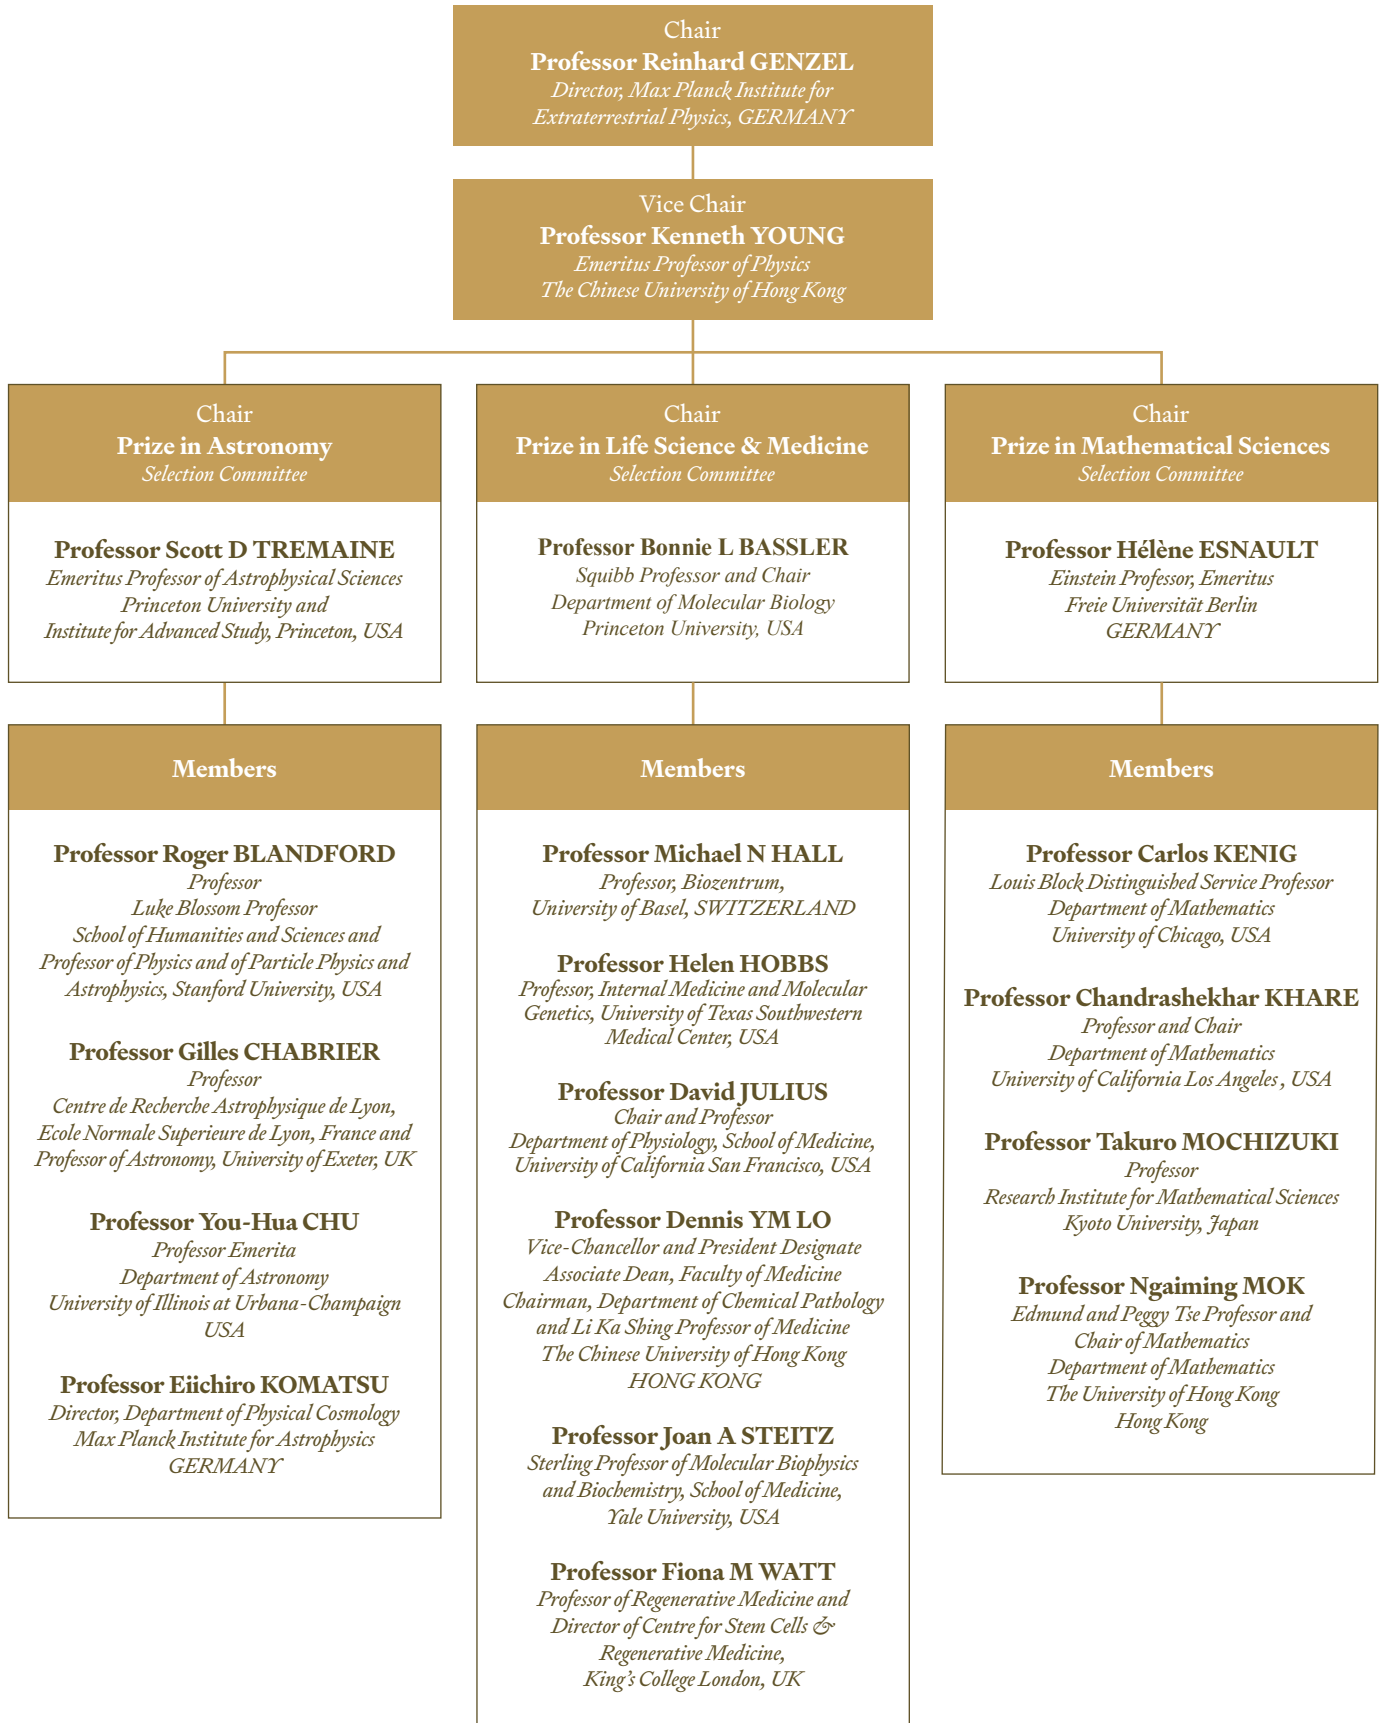 Chair
Professor Reinhard GENZEL
Director, Max Planck Institute for
Extraterrestrial Physics, GERMANY
Vice Chair
Professor Kenneth YOUNG
Emeritus Professor of Physics
The Chinese University of Hong Kong
Chair
Prize in Astronomy
Selection Committee
Professor Scott D TREMAINE
Emeritus Professor of Astrophysical Sciences
Princeton University and
Institute for Advanced Study, Princeton, USA
Members
Professor Roger BLANDFORD
Professor
Luke Blossom Professor
School of Humanities and Sciences and
Professor of Physics and of Particle Physics and
Astrophysics, Stanford University, USA
Professor Gilles CHABRIER
Professor
Centre de Recherche Astrophysique de Lyon,
Ecole Normale Superieure de Lyon, France and
Professor of Astronomy, University of Exeter, UK
Professor You-Hua CHU
Professor Emerita
Department of Astronomy
University of Illinois at Urbana-Champaign
USA
Professor Eiichiro KOMATSU
Director, Department of Physical Cosmology
Max Planck Institute for Astrophysics
GERMANY
Chair
Prize in Life Science & Medicine
Selection Committee
Professor Bonnie L BASSLER
Squibb Professor and Chair
Department of Molecular Biology
Princeton University, USA
Members
Professor Michael N HALL
Professor, Biozentrum,
University of Basel, SWITZERLAND
Professor Helen HOBBS
Professor, Internal Medicine and Molecular
Genetics, University of Texas Southwestern
Medical Center, USA
Professor David JULIUS
Chair and Professor
Department of Physiology, School of Medicine,
University of California San Francisco, USA
Professor Dennis YM LO
Vice-Chancellor and President Designate
Associate Dean, Faculty of Medicine
Chairman, Department of Chemical Pathology
and Li Ka Shing Professor of Medicine
The Chinese University of Hong Kong
HONG KONG
Professor Joan A STEITZ
Sterling Professor of Molecular Biophysics
and Biochemistry, School of Medicine,
Yale University, USA
Professor Fiona M WATT
Professor of Regenerative Medicine and
Director of Centre for Stem Cells &
Regenerative Medicine,
King's College London, UK
Chair
Prize in Mathematical Sciences
Selection Committee
Professor Hélène ESNAULT
Einstein Professor, Emeritus
Freie Universität Berlin
GERMANY
Members
Professor Carlos KENIG
Louis Block Distinguished Service Professor
Department of Mathematics
University of Chicago, USA
Professor Chandrashekhar KHARE
Professor and Chair
Department of Mathematics
University of California Los Angeles , USA
Professor Takuro MOCHIZUKI
Professor
Research Institute for Mathematical Sciences
Kyoto University, Japan
Professor Ngaiming MOK
Edmund and Peggy Tse Professor and
Chair of Mathematics
Department of Mathematics
The University of Hong Kong
Hong Kong